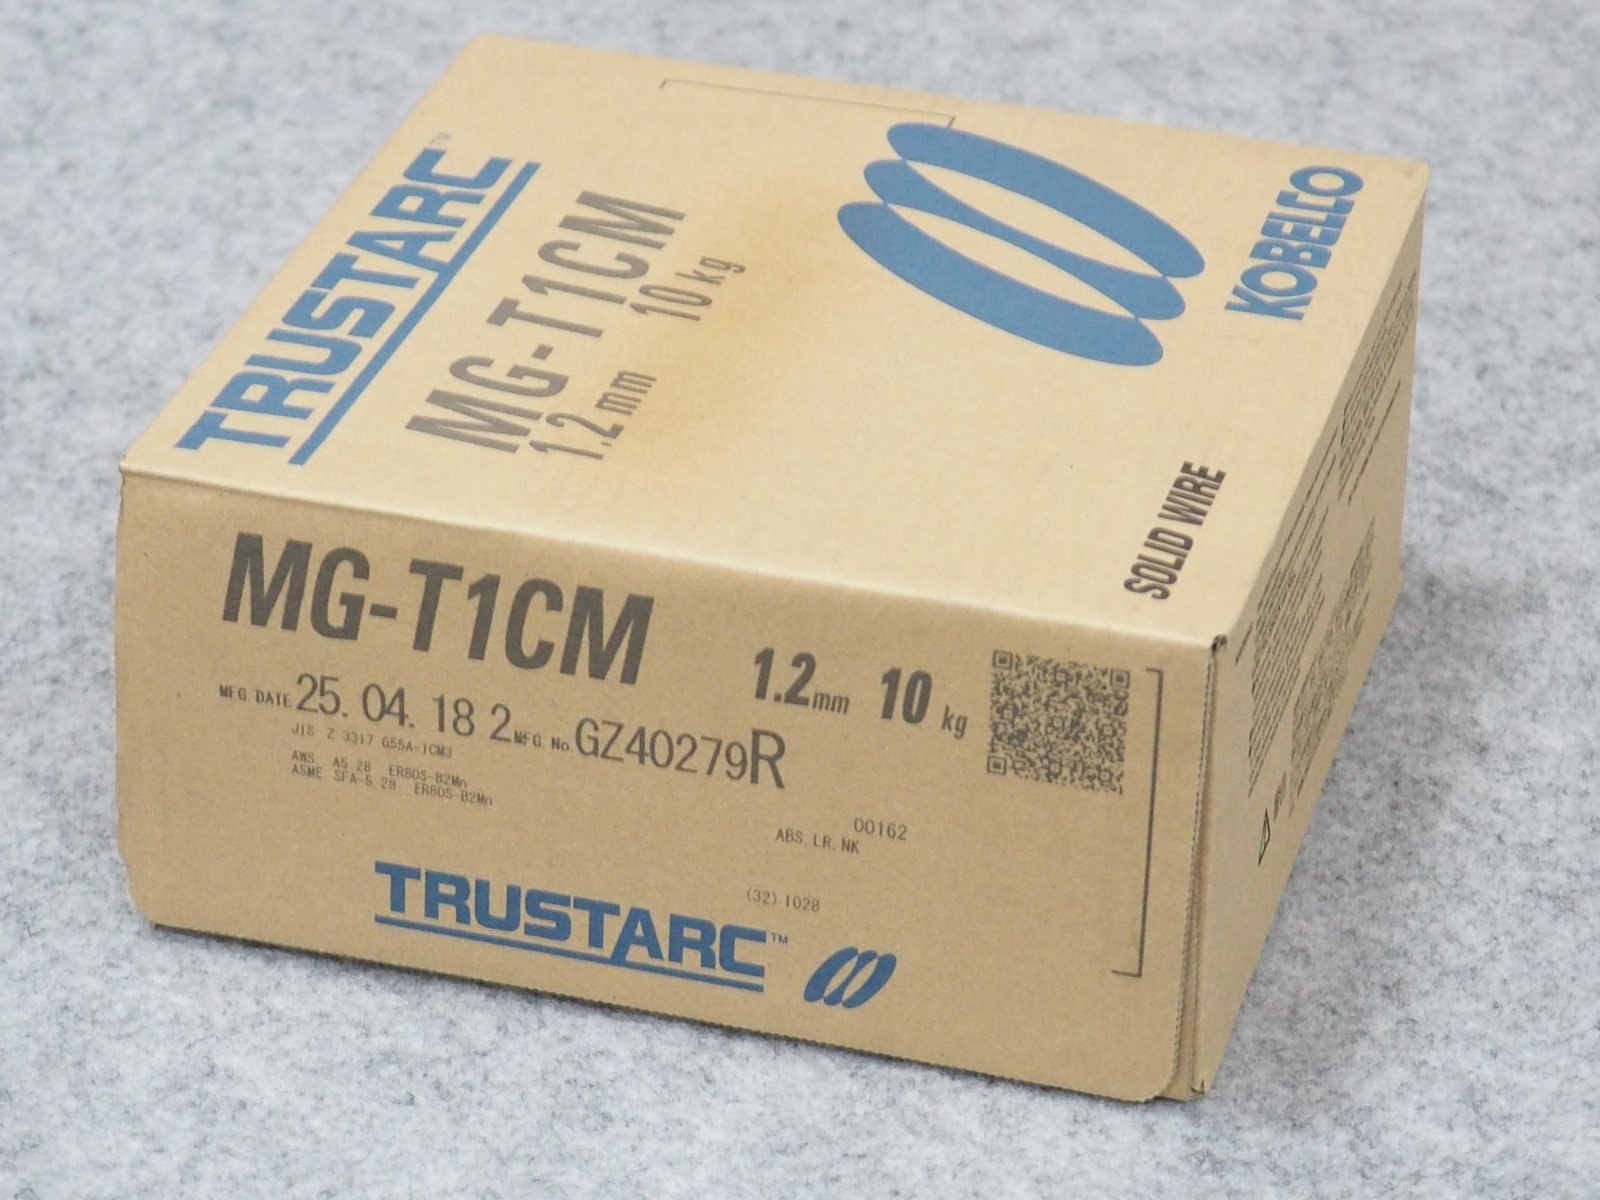 TRUSTARC™
MG-T1CM
1.2mm 10kg
KOBELCO
SOLID WIRE
MG-T1CM
1.2mm 10 kg
MFG. DATE 25. 04. 18 2 MFG. No. GZ40279R
JIS Z 3317 G55A-1CM3
AWS A5 28 ER80S-B2Mn
ASME SFA-5 28 ER80S-B2Mn
00162
ABS. LR. NK
(32) 1028
TRUSTARC™